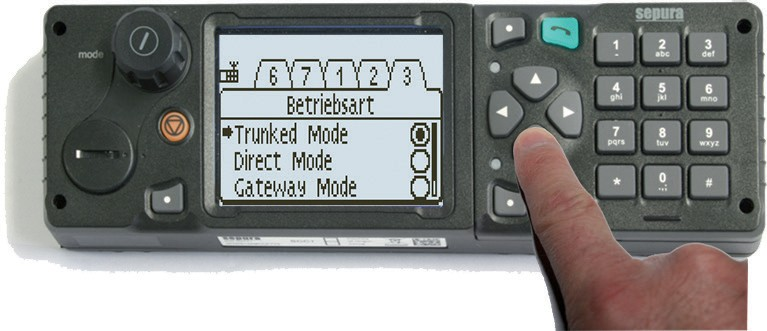 sepura
mode
6 7 1 2 3
Betriebsart
Trunked Mode
Direct Mode
Gateway Mode
1
-
2
abc
3
def
4
ghi
5
jkl
6
mno
7
pqrs
8
tuv
9
wxyz
*
0
.,:
#
sepura